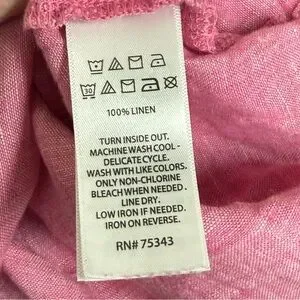 30
100% LINEN
TURN INSIDE OUT.
MACHINE WASH COOL -
DELICATE CYCLE.
WASH WITH LIKE COLORS.
ONLY NON-CHLORINE
BLEACH WHEN NEEDED.
LINE DRY.
LOW IRON IF NEEDED.
IRON ON REVERSE.
RN# 75343